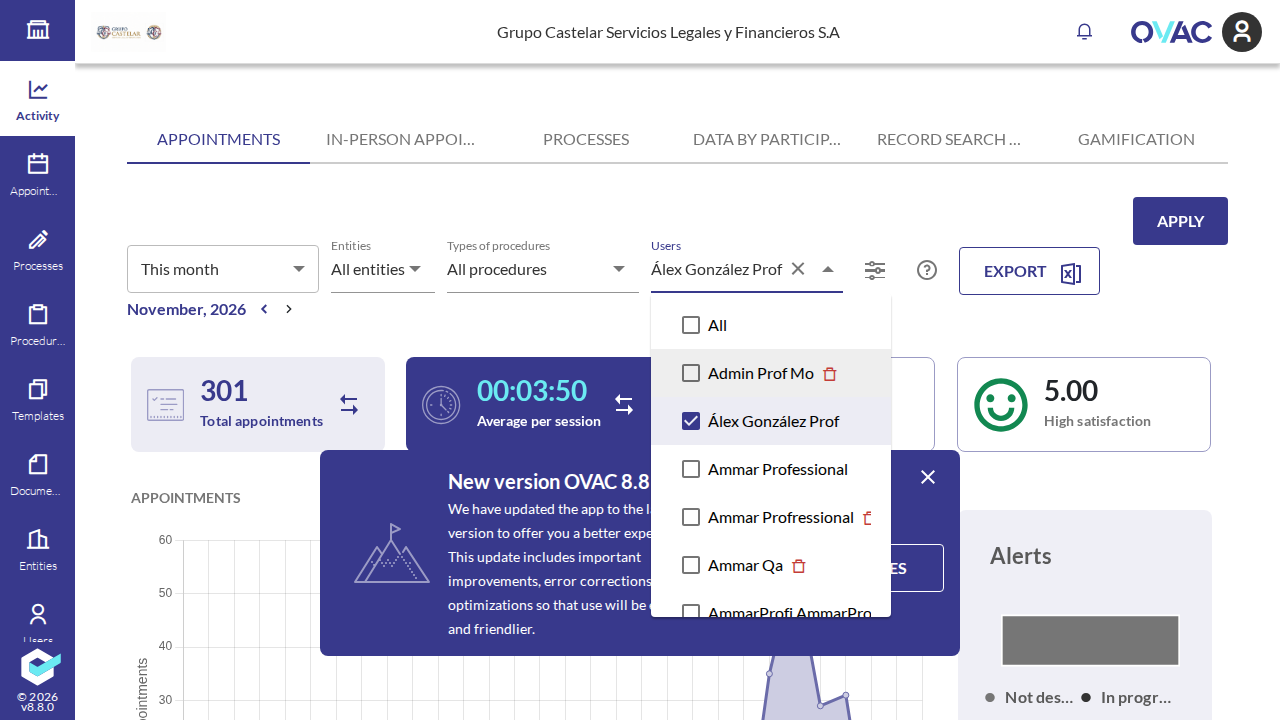 Grupo Castelar Servicios Legales y Financieros S.A
OVAC
Activity
Appoint...
Processes
Procedur...
Templates
Docume...
Entities
Users
© 2026
v8.8.0
APPOINTMENTS
IN-PERSON APPOI...
PROCESSES
DATA BY PARTICIP...
RECORD SEARCH ...
GAMIFICATION
APPLY
This month
Entities
All entities
Types of procedures
All procedures
Users
Álex González Prof
EXPORT
November, 2026
All
Admin Prof Mo
Álex González Prof
Ammar Professional
Ammar Profressional
Ammar Qa
AmmarProfi AmmarPro
301
Total appointments
00:03:50
Average per session
5.00
High satisfaction
APPOINTMENTS
60
50
40
30
New version OVAC 8.8
We have updated the app to the
version to offer you a better
This update includes important
improvements, error corrections
optimizations so that use will be
and friendlier.
Alerts
Not des...
In progr...